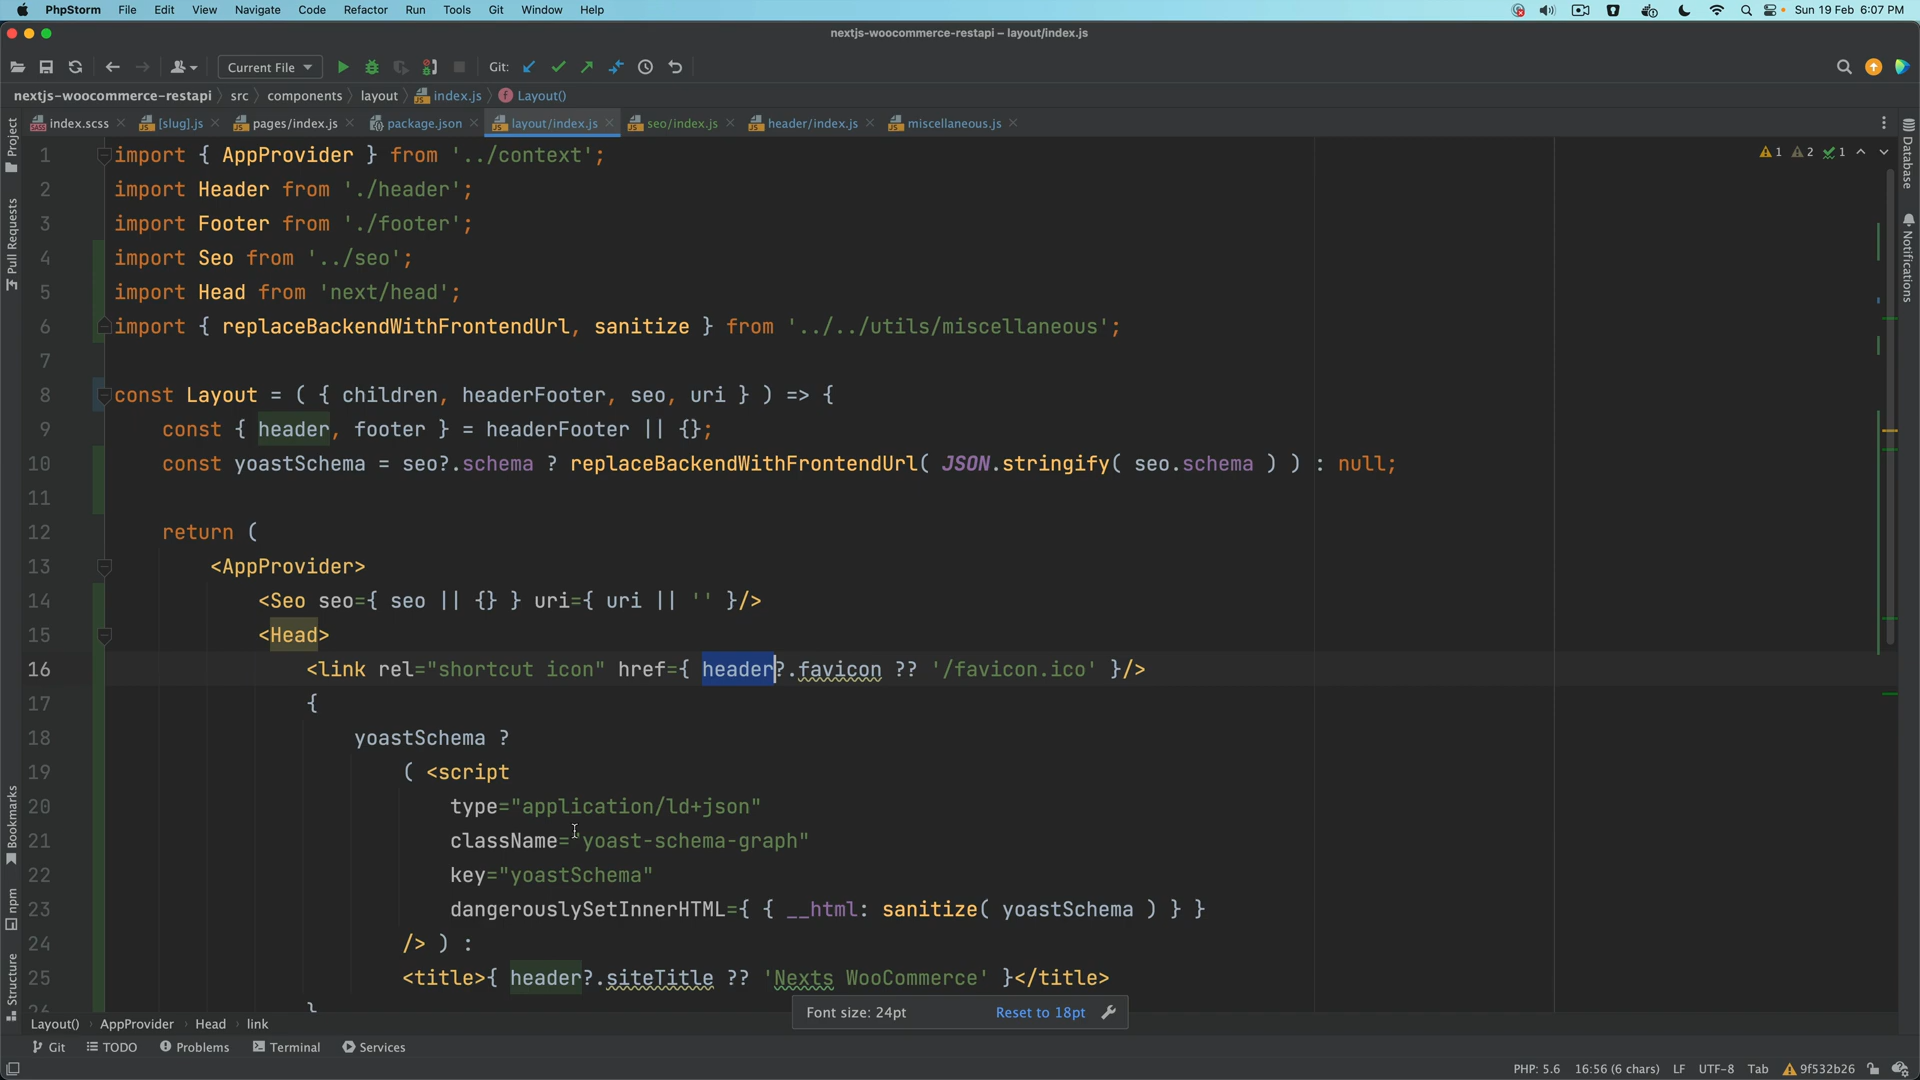 PhpStorm File Edit View Navigate Code Refactor Run Tools Git Window Help Sun 19 Feb 6:07 PM
nextjs-woocommerce-restapi – layout/index.js
Current File Git:
nextjs-woocommerce-restapi src components layout index.js Layout()
index.scss [slug].js pages/index.js package.json layout/index.js seo/index.js header/index.js miscellaneous.js
Project
Pull Requests
Bookmarks
npm
Structure
Database
Notifications
1 2 1
1 import { AppProvider } from '../context';
2 import Header from './header';
3 import Footer from './footer';
4 import Seo from '../seo';
5 import Head from 'next/head';
6 import { replaceBackendWithFrontendUrl, sanitize } from '../../utils/miscellaneous';
7
8 const Layout = ( { children, headerFooter, seo, uri } ) => {
9 const { header, footer } = headerFooter || {};
10 const yoastSchema = seo?.schema ? replaceBackendWithFrontendUrl( JSON.stringify( seo.schema ) ) : null;
11
12 return (
13 <AppProvider>
14 <Seo seo={ seo || {} } uri={ uri || '' }/>
15 <Head>
16 <link rel="shortcut icon" href={ header?.favicon ?? '/favicon.ico' }/>
17 {
18 yoastSchema ?
19 ( <script
20 type="application/ld+json"
21 className="yoast-schema-graph"
22 key="yoastSchema"
23 dangerouslySetInnerHTML={ { __html: sanitize( yoastSchema ) } }
24 /> ) :
25 <title>{ header?.siteTitle ?? 'Nexts WooCommerce' }</title>
26 }
Font size: 24pt Reset to 18pt
Layout() AppProvider Head link
Git TODO Problems Terminal Services
PHP: 5.6 16:56 (6 chars) LF UTF-8 Tab 9f532b26